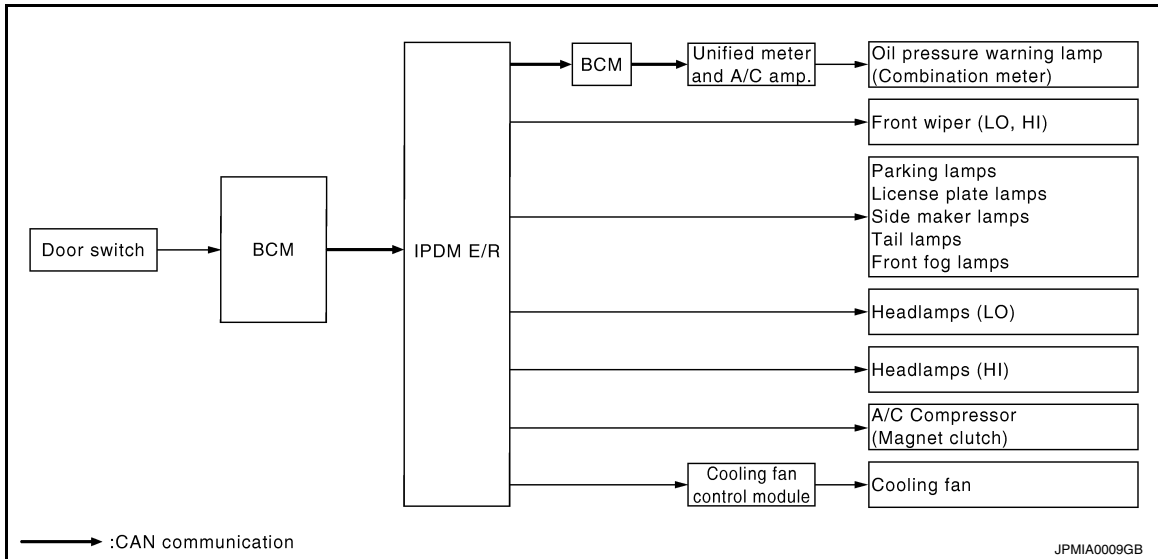 Door switch
BCM
IPDM E/R
BCM
Unified meter
and A/C amp.
Oil pressure warning lamp
(Combination meter)
Front wiper (LO, HI)
Parking lamps
License plate lamps
Side maker lamps
Tail lamps
Front fog lamps
Headlamps (LO)
Headlamps (HI)
A/C Compressor
(Magnet clutch)
Cooling fan
control module
Cooling fan
:CAN communication
JPMIA0009GB